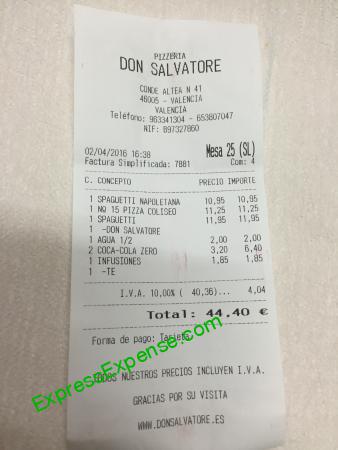 PIZZERIA
DON SALVATORE
CONDE ALTEA N 41
46005 - VALENCIA
VALENCIA
Teléfono: 963341304 - 653807047
NIF: B97327860
02/04/2016 16:38 Mesa 25 (SL)
Factura Simplificada: 7881 Com: 4
C. CONCEPTO PRECIO IMPORTE
1 SPAGUETTI NAPOLETANA 10,95 10,95
1 Nº 15 PIZZA COLISEO 11,25 11,25
1 SPAGUETTI 11,95 11,95
1 -DON SALVATORE
1 AGUA 1/2 2,00 2,00
2 COCA-COLA ZERO 3,20 6,40
1 INFUSIONES 1,85 1,85
1 -TE
I.V.A. 10,00% ( 40,36)... 4,04
Total: 44,40 €
Forma de pago: Tarjeta
TODOS NUESTROS PRECIOS INCLUYEN I.V.A.
GRACIAS POR SU VISITA
WWW.DONSALVATORE.ES
ExpressExpense.com